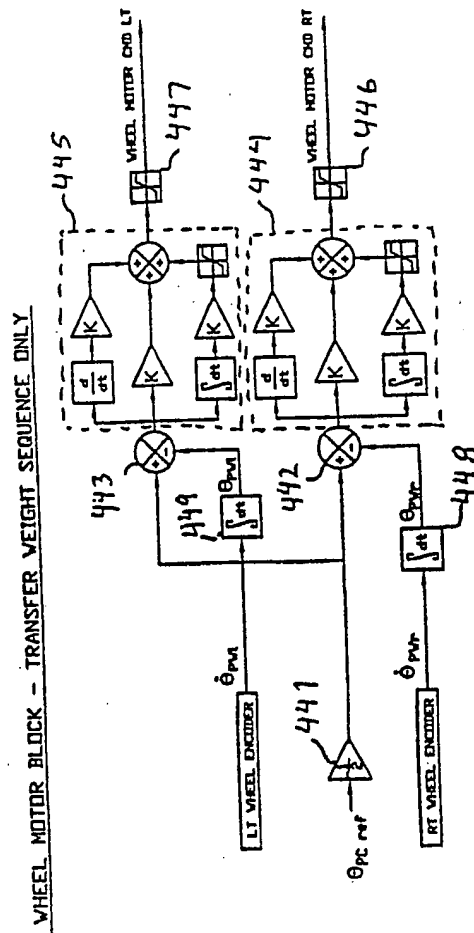 WHEEL MOTOR BLOCK - TRANSFER WEIGHT SEQUENCE ONLY
445
447
WHEEL MOTOR CMD LT
d/dt
K
K
∫dt
K
+
+
+
443
+
-
449
θPWl
∫dt
θ̇PWl
LT WHEEL ENCODER
444
446
WHEEL MOTOR CMD RT
d/dt
K
K
∫dt
K
+
+
+
442
+
-
441
θPC ref
θPWr
∫dt
448
θ̇PWr
RT WHEEL ENCODER